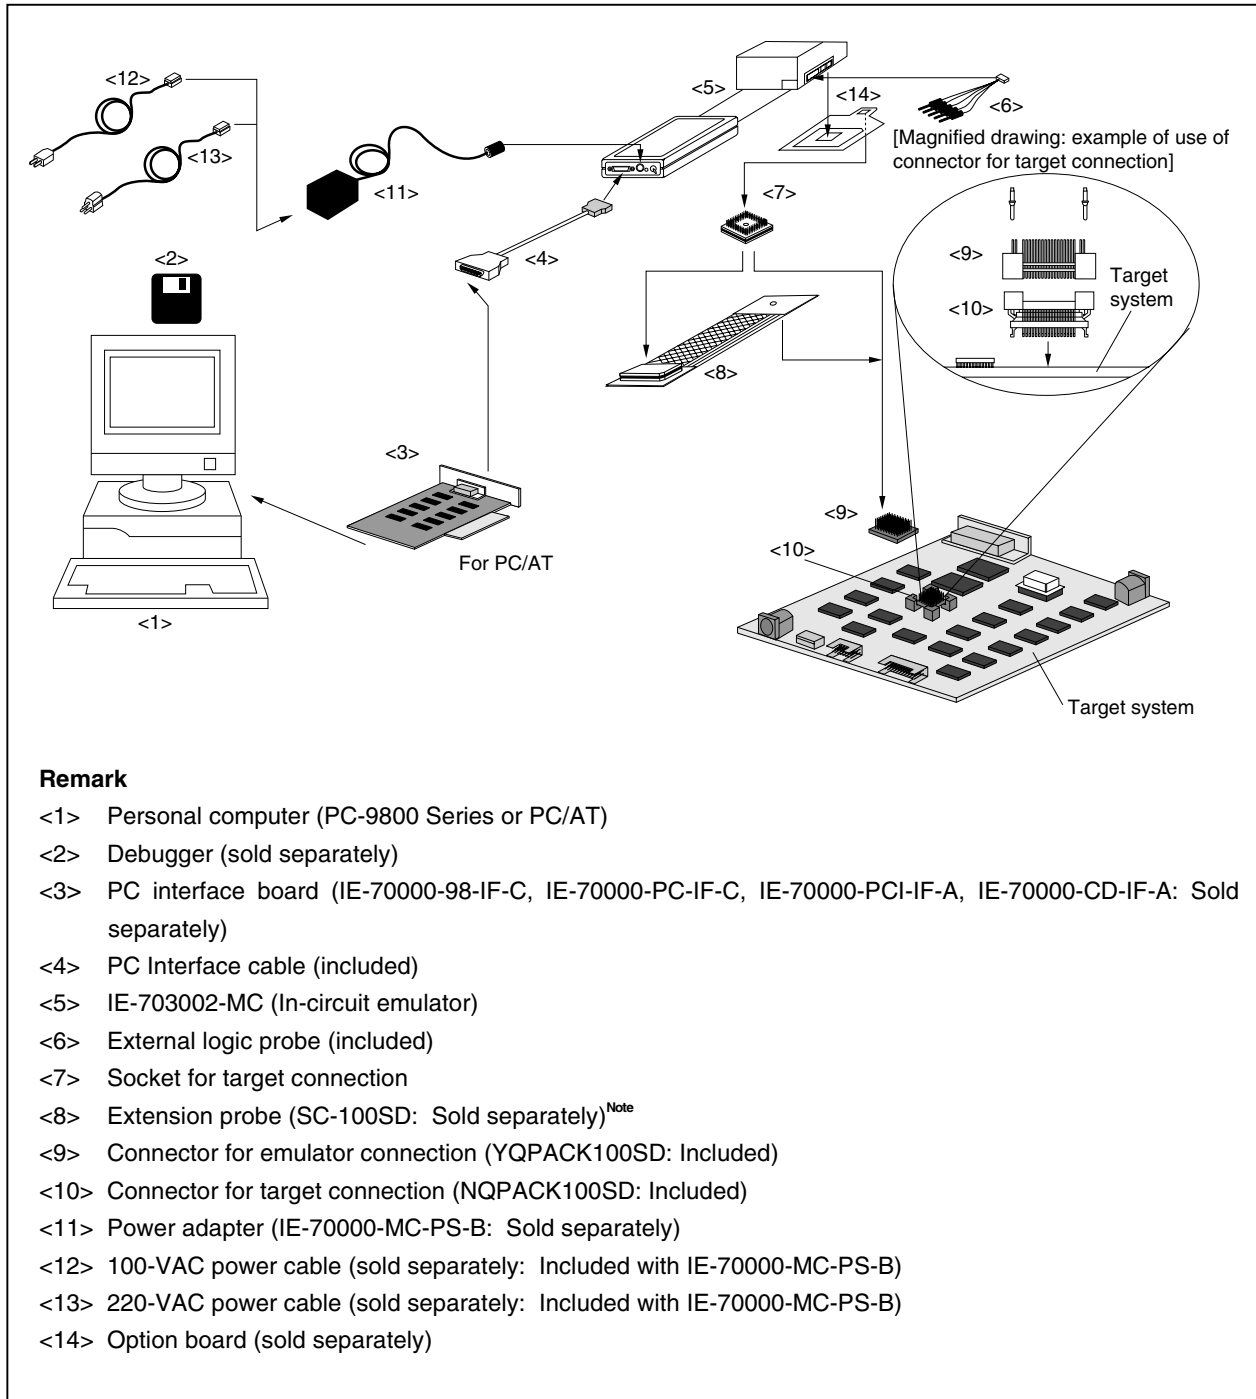 <12>
<13>
<11>
<5>
<14>
<6>
[Magnified drawing: example of use of
connector for target connection]
<7>
<4>
<2>
<9>
<10>
Target
system
<8>
<3>
For PC/AT
<1>
<9>
<10>
Target system
Remark
<1> Personal computer (PC-9800 Series or PC/AT)
<2> Debugger (sold separately)
<3> PC interface board (IE-70000-98-IF-C, IE-70000-PC-IF-C, IE-70000-PCI-IF-A, IE-70000-CD-IF-A: Sold
separately)
<4> PC Interface cable (included)
<5> IE-703002-MC (In-circuit emulator)
<6> External logic probe (included)
<7> Socket for target connection
<8> Extension probe (SC-100SD: Sold separately)Note
<9> Connector for emulator connection (YQPACK100SD: Included)
<10> Connector for target connection (NQPACK100SD: Included)
<11> Power adapter (IE-70000-MC-PS-B: Sold separately)
<12> 100-VAC power cable (sold separately: Included with IE-70000-MC-PS-B)
<13> 220-VAC power cable (sold separately: Included with IE-70000-MC-PS-B)
<14> Option board (sold separately)